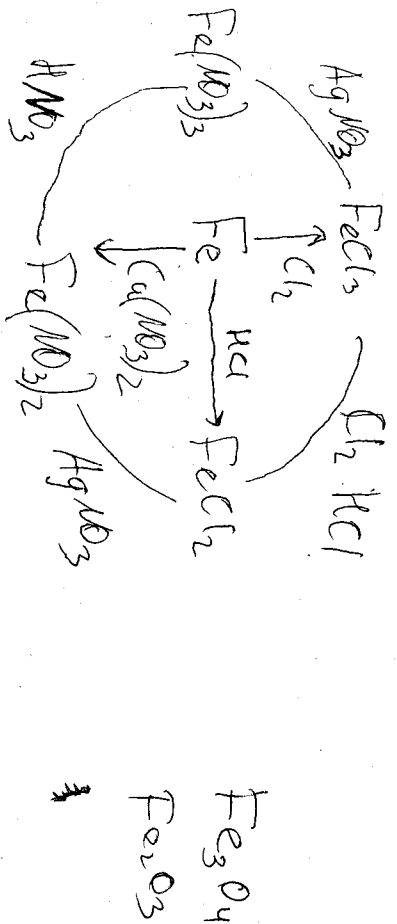 AgNO3
FeCl3
Cl2 HCl
Fe(NO3)3
Fe
Cl2
HCl
FeCl2
Cu(NO3)2
HNO3
Fe(NO3)2
AgNO3
Fe3O4
Fe2O3